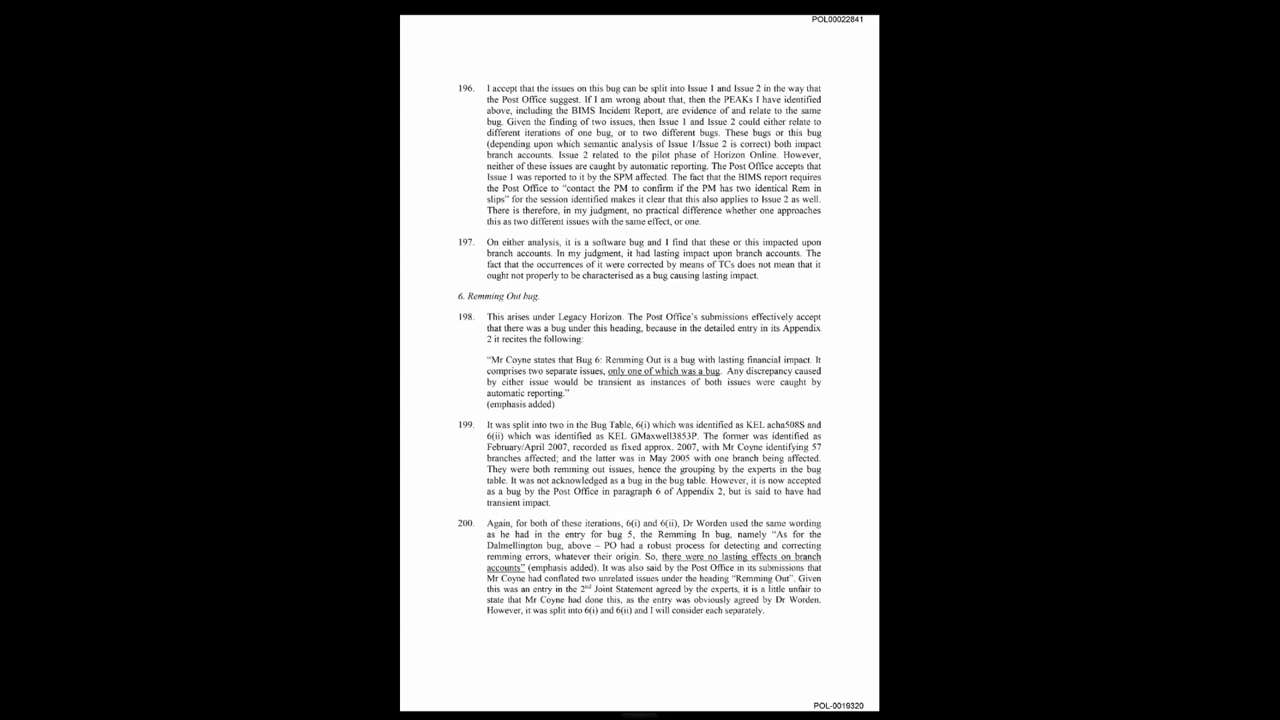 POL00022841
196. I accept that the issues on this bug can be split into Issue 1 and Issue 2 in the way that
the Post Office suggest. If I am wrong about that, then the PEAKs I have identified
above, including the BIMS Incident Report, are evidence of and relate to the same
bug. Given the finding of two issues, then Issue 1 and Issue 2 could either relate to
different iterations of one bug, or to two different bugs. These bugs or this bug
(depending upon which semantic analysis of Issue 1/Issue 2 is correct) both impact
branch accounts. Issue 2 related to the pilot phase of Horizon Online. However,
neither of these issues are caught by automatic reporting. The Post Office accepts that
Issue 1 was reported to it by the SPM affected. The fact that the BIMS report requires
the Post Office to “contact the PM to confirm if the PM has two identical Rem in
slips” for the session identified makes it clear that this also applies to Issue 2 as well.
There is therefore, in my judgment, no practical difference whether one approaches
this as two different issues with the same effect, or one.
197. On either analysis, it is a software bug and I find that these or this impacted upon
branch accounts. In my judgment, it had lasting impact upon branch accounts. The
fact that the occurrences of it were corrected by means of TCs does not mean that it
ought not properly to be characterised as a bug causing lasting impact.
6. Remming Out bug.
198. This arises under Legacy Horizon. The Post Office’s submissions effectively accept
that there was a bug under this heading, because in the detailed entry in its Appendix
2 it recites the following:
“Mr Coyne states that Bug 6: Remming Out is a bug with lasting financial impact. It
comprises two separate issues, only one of which was a bug. Any discrepancy caused
by either issue would be transient as instances of both issues were caught by
automatic reporting.”
(emphasis added)
199. It was split into two in the Bug Table, 6(i) which was identified as KEL acha508S and
6(ii) which was identified as KEL GMaxwell3853P. The former was identified as
February/April 2007, recorded as fixed approx. 2007, with Mr Coyne identifying 57
branches affected; and the latter was in May 2005 with one branch being affected.
They were both remming out issues, hence the grouping by the experts in the bug
table. It was not acknowledged as a bug in the bug table. However, it is now accepted
as a bug by the Post Office in paragraph 6 of Appendix 2, but is said to have had
transient impact.
200. Again, for both of these iterations, 6(i) and 6(ii), Dr Worden used the same wording
as he had in the entry for bug 5, the Remming In bug, namely “As for the
Dalmellington bug, above – PO had a robust process for detecting and correcting
remming errors, whatever their origin. So, there were no lasting effects on branch
accounts” (emphasis added). It was also said by the Post Office in its submissions that
Mr Coyne had conflated two unrelated issues under the heading “Remming Out”. Given
this was an entry in the 2nd Joint Statement agreed by the experts, it is a little unfair to
state that Mr Coyne had done this, as the entry was obviously agreed by Dr Worden.
However, it was split into 6(i) and 6(ii) and I will consider each separately.
POL-0019320